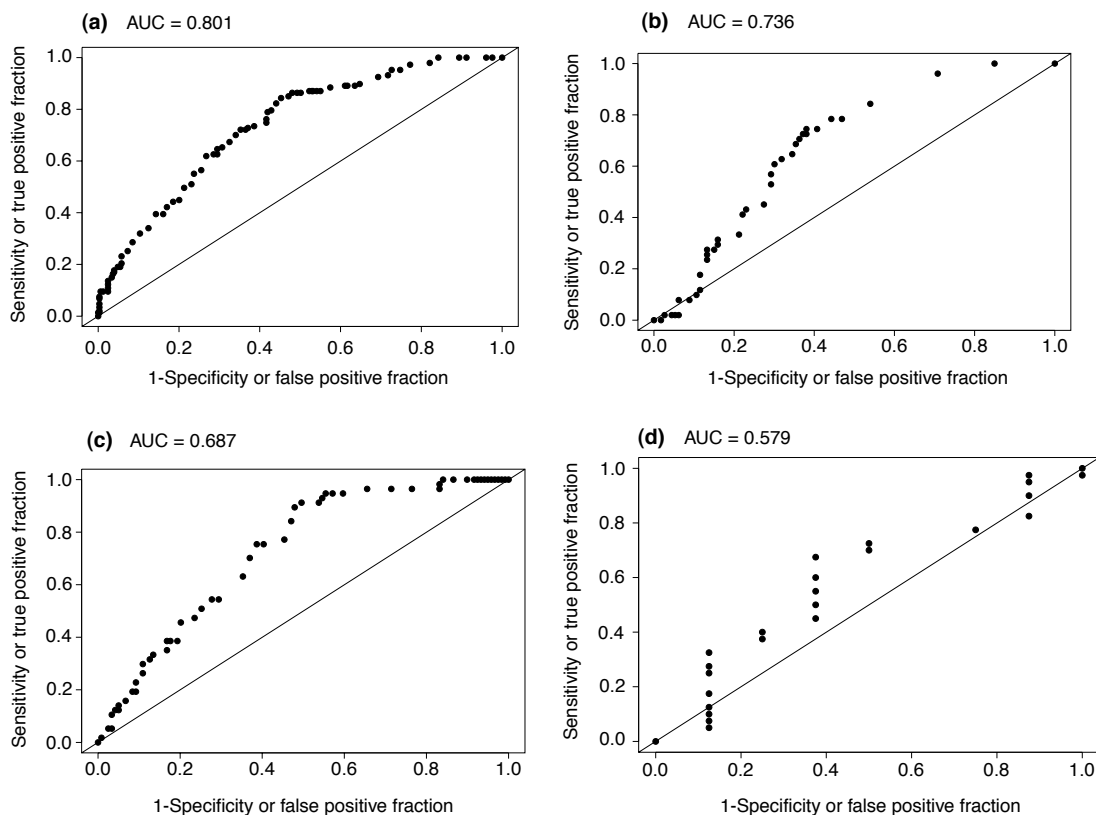 (a) AUC = 0.801
1.0
0.8
0.6
0.4
0.2
0.0
Sensitivity or true positive fraction
0.0 0.2 0.4 0.6 0.8 1.0
1-Specificity or false positive fraction
(b) AUC = 0.736
1.0
0.8
0.6
0.4
0.2
0.0
Sensitivity or true positive fraction
0.0 0.2 0.4 0.6 0.8 1.0
1-Specificity or false positive fraction
(c) AUC = 0.687
1.0
0.8
0.6
0.4
0.2
0.0
Sensitivity or true positive fraction
0.0 0.2 0.4 0.6 0.8 1.0
1-Specificity or false positive fraction
(d) AUC = 0.579
1.0
0.8
0.6
0.4
0.2
0.0
Sensitivity or true positive fraction
0.0 0.2 0.4 0.6 0.8 1.0
1-Specificity or false positive fraction